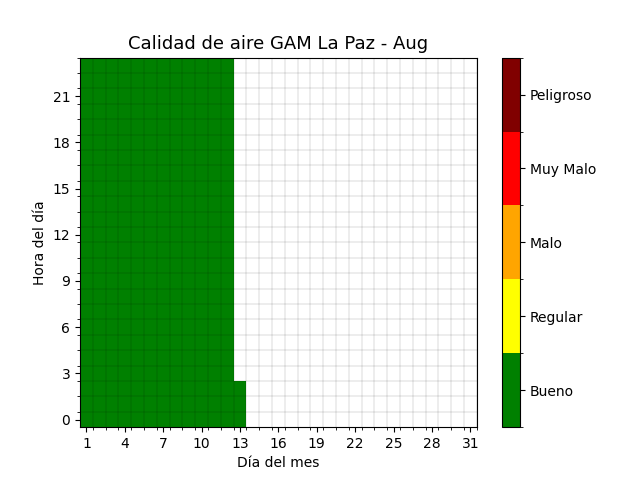 Calidad de aire GAM La Paz - Aug
Hora del día
21
18
15
12
9
6
3
0
1 4 7 10 13 16 19 22 25 28 31
Día del mes
Peligroso
Muy Malo
Malo
Regular
Bueno